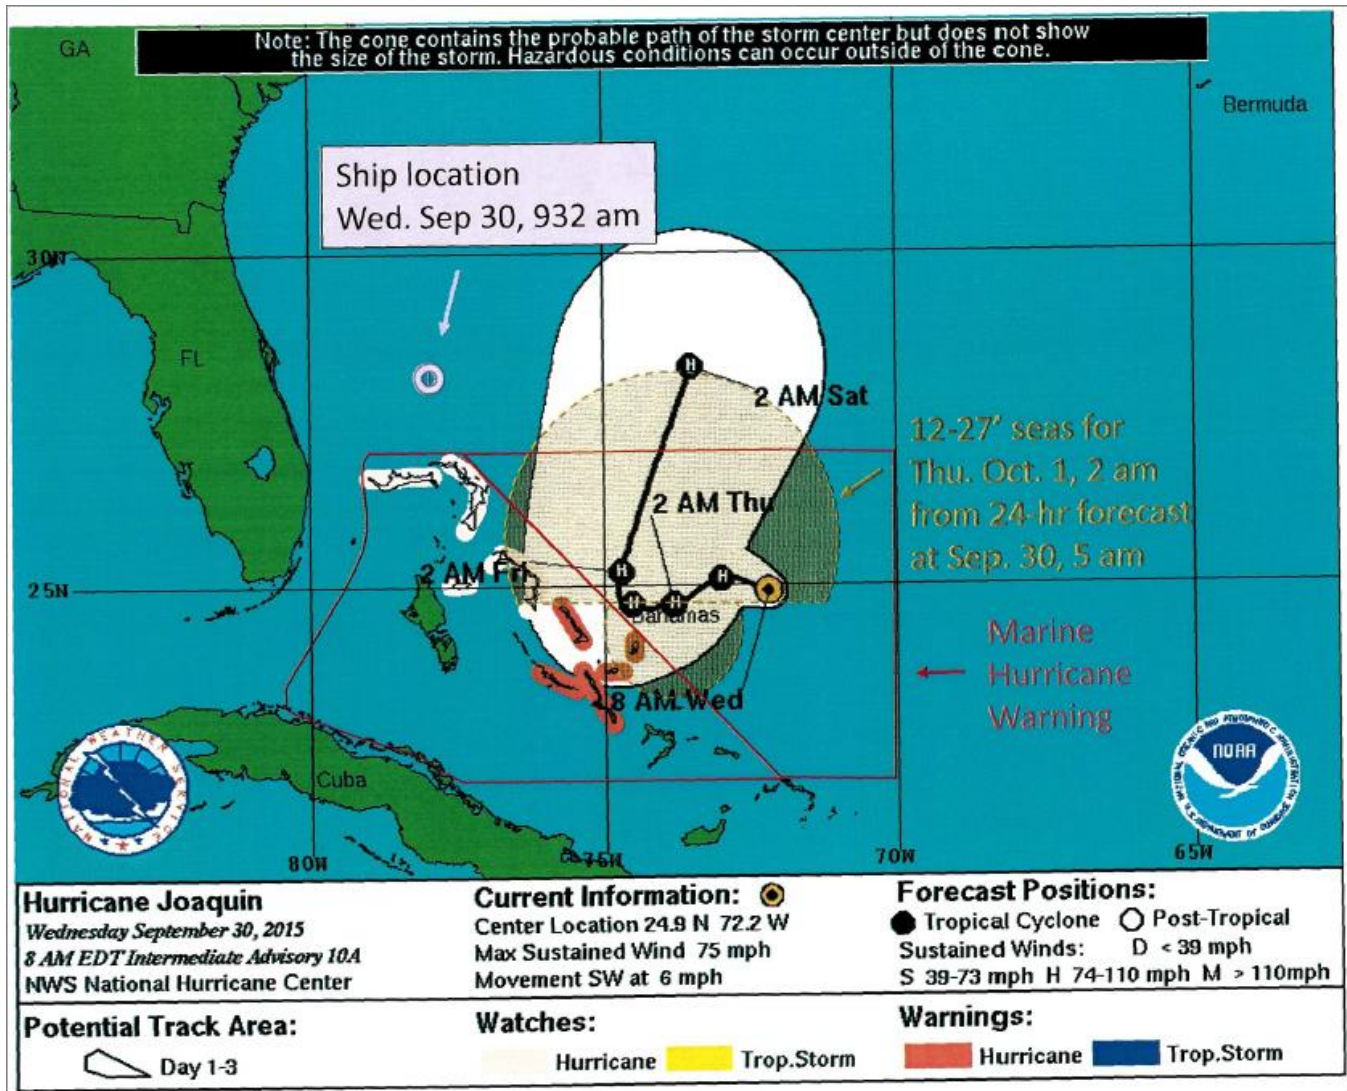 Note: The cone contains the probable path of the storm center but does not show
the size of the storm. Hazardous conditions can occur outside of the cone.
GA
Bermuda
Ship location
Wed. Sep 30, 932 am
30N
FL
2 AM Sat
12-27' seas for
Thu. Oct. 1, 2 am
from 24-hr forecast
at Sep. 30, 5 am
2 AM Thu
H
H
H
H
H
2 AM Fri
25N
Bahamas
Marine
Hurricane
Warning
8 AM Wed
NATIONAL WEATHER SERVICE
NOAA
Cuba
80W
75W
70W
65W
Hurricane Joaquin
Wednesday September 30, 2015
8 AM EDT Intermediate Advisory 10A
NWS National Hurricane Center
Current Information:
Center Location 24.9 N 72.2 W
Max Sustained Wind 75 mph
Movement SW at 6 mph
Forecast Positions:
Tropical Cyclone Post-Tropical
Sustained Winds: D < 39 mph
S 39-73 mph H 74-110 mph M > 110mph
Potential Track Area:
Day 1-3
Watches:
Hurricane Trop.Storm
Warnings:
Hurricane Trop.Storm